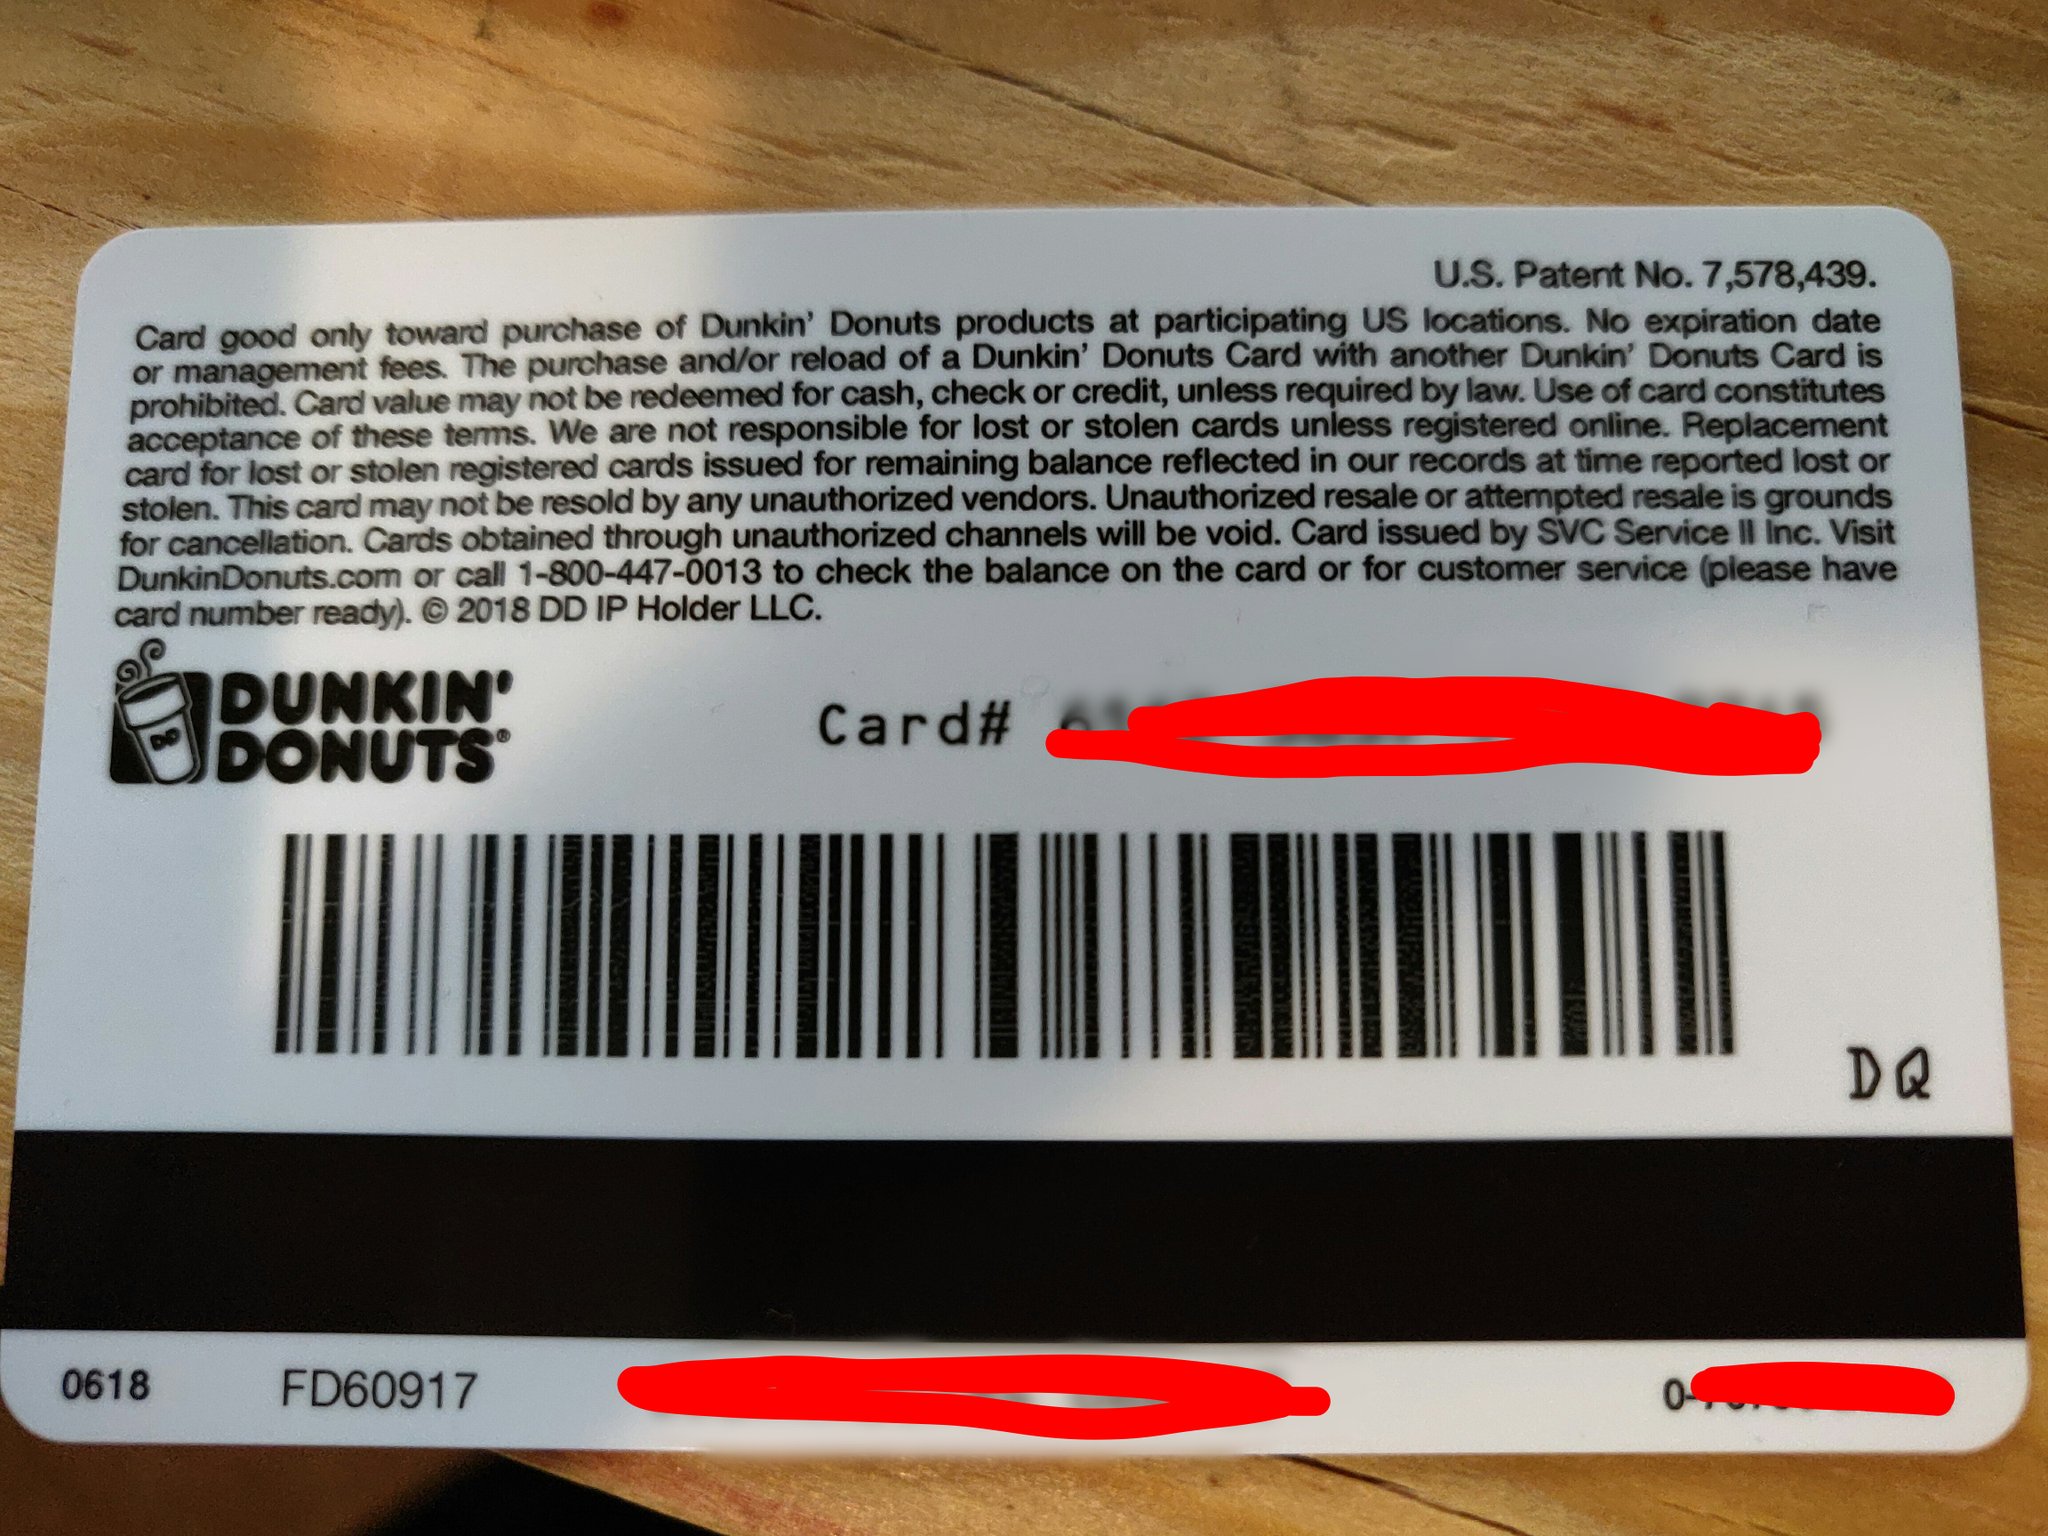 U.S. Patent No. 7,578,439.
Card good only toward purchase of Dunkin' Donuts products at participating US locations. No expiration date
or management fees. The purchase and/or reload of a Dunkin' Donuts Card with another Dunkin' Donuts Card is
prohibited. Card value may not be redeemed for cash, check or credit, unless required by law. Use of card constitutes
acceptance of these terms. We are not responsible for lost or stolen cards unless registered online. Replacement
card for lost or stolen registered cards issued for remaining balance reflected in our records at time reported lost or
stolen. This card may not be resold by any unauthorized vendors. Unauthorized resale or attempted resale is grounds
for cancellation. Cards obtained through unauthorized channels will be void. Card issued by SVC Service II Inc. Visit
DunkinDonuts.com or call 1-800-447-0013 to check the balance on the card or for customer service (please have
card number ready). © 2018 DD IP Holder LLC.
DD
DUNKIN'
DONUTS®
Card#
DQ
0618 FD60917